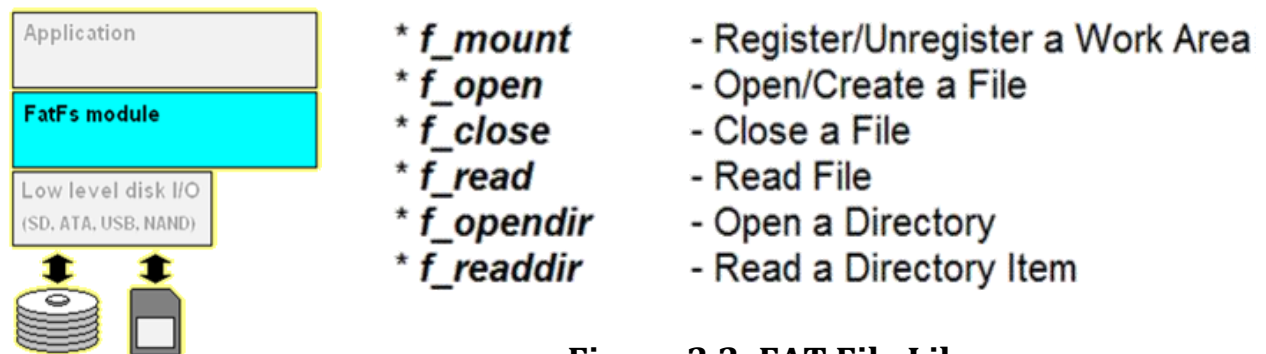 Application
FatFs module
Low level disk I/O
(SD, ATA, USB, NAND)
* f_mount - Register/Unregister a Work Area
* f_open - Open/Create a File
* f_close - Close a File
* f_read - Read File
* f_opendir - Open a Directory
* f_readdir - Read a Directory Item